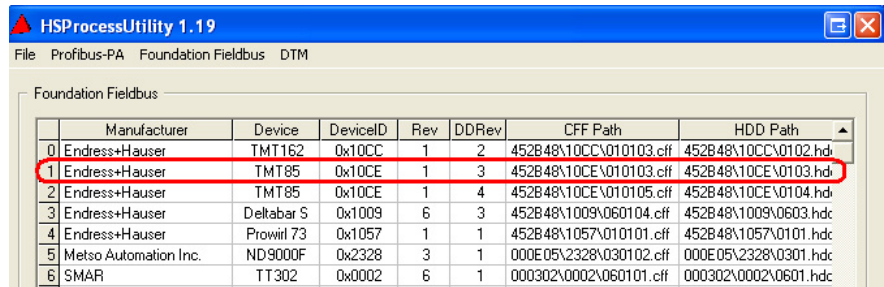 HSProcessUtility 1.19
File Profibus-PA Foundation Fieldbus DTM
Foundation Fieldbus
Manufacturer Device DeviceID Rev DDRev CFF Path HDD Path
0 Endress+Hauser TMT162 0x10CC 1 2 452B48\10CC\010103.cff 452B48\10CC\0102.hd
1 Endress+Hauser TMT85 0x10CE 1 3 452B48\10CE\010103.cff 452B48\10CE\0103.hd
2 Endress+Hauser TMT85 0x10CE 1 4 452B48\10CE\010105.cff 452B48\10CE\0104.hd
3 Endress+Hauser Deltabar S 0x1009 6 3 452B48\1009\060104.cff 452B48\1009\0603.hdc
4 Endress+Hauser Prowirl 73 0x1057 1 1 452B48\1057\010101.cff 452B48\1057\0101.hdc
5 Metso Automation Inc. ND9000F 0x2328 3 1 000E05\2328\030102.cff 000E05\2328\0301.hdc
6 SMAR TT302 0x0002 6 1 000302\0002\060101.cff 000302\0002\0601.hdc